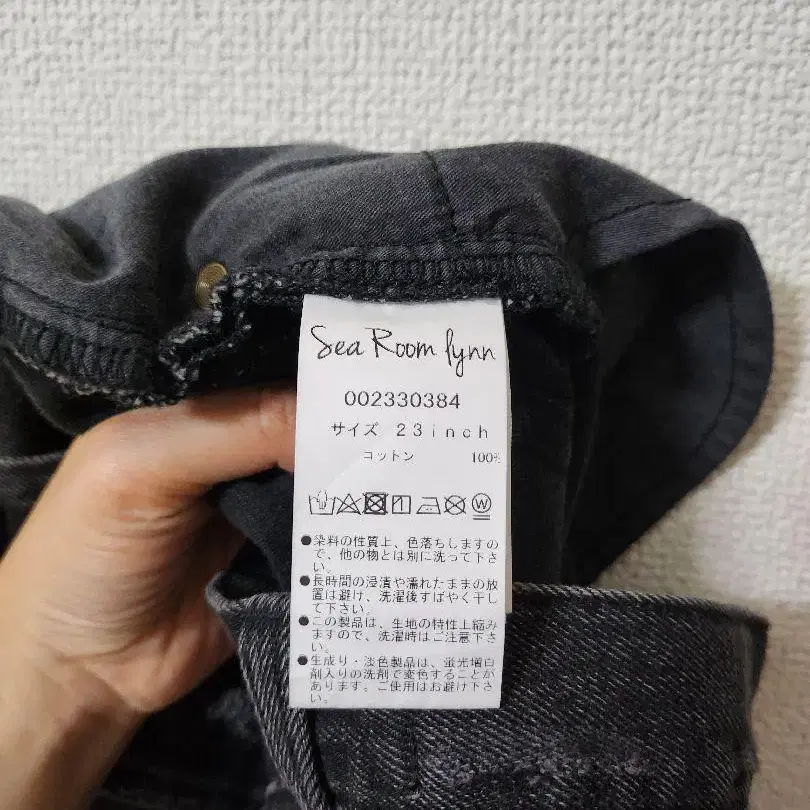 Sea Room lynn
002330384
サイズ 23inch
コットン 100%
W
●染料の性質上、色落ちしますの
で、他の物とは別に洗って下さ
い。
●長時間の浸漬や濡れたままの放
置は避け、洗濯後すばやく干し
て下さい。
●この製品は、生地の特性上縮み
ますので、洗濯時はご注意下さ
い。
●生成り・淡色製品は、蛍光増白
剤入りの洗剤で変色することが
あります。ご使用はお避け下さ
い。